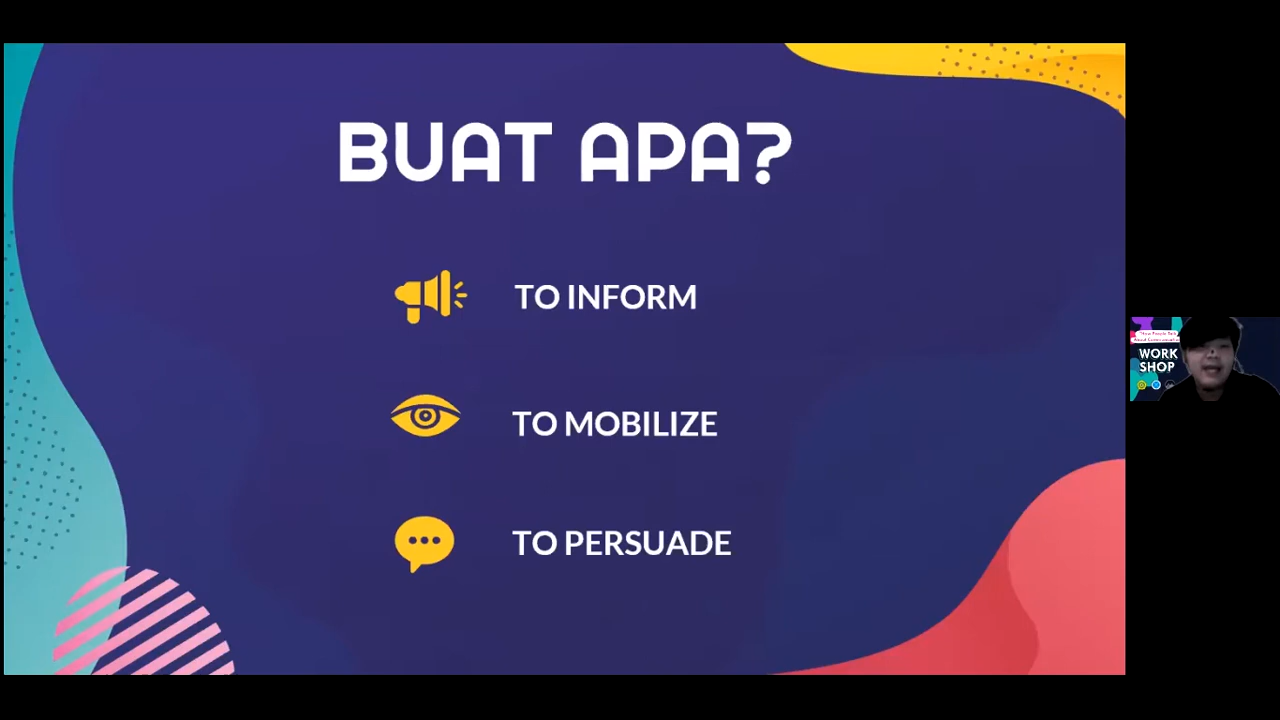 BUAT APA?
TO INFORM
TO MOBILIZE
TO PERSUADE
WORK
SHOP